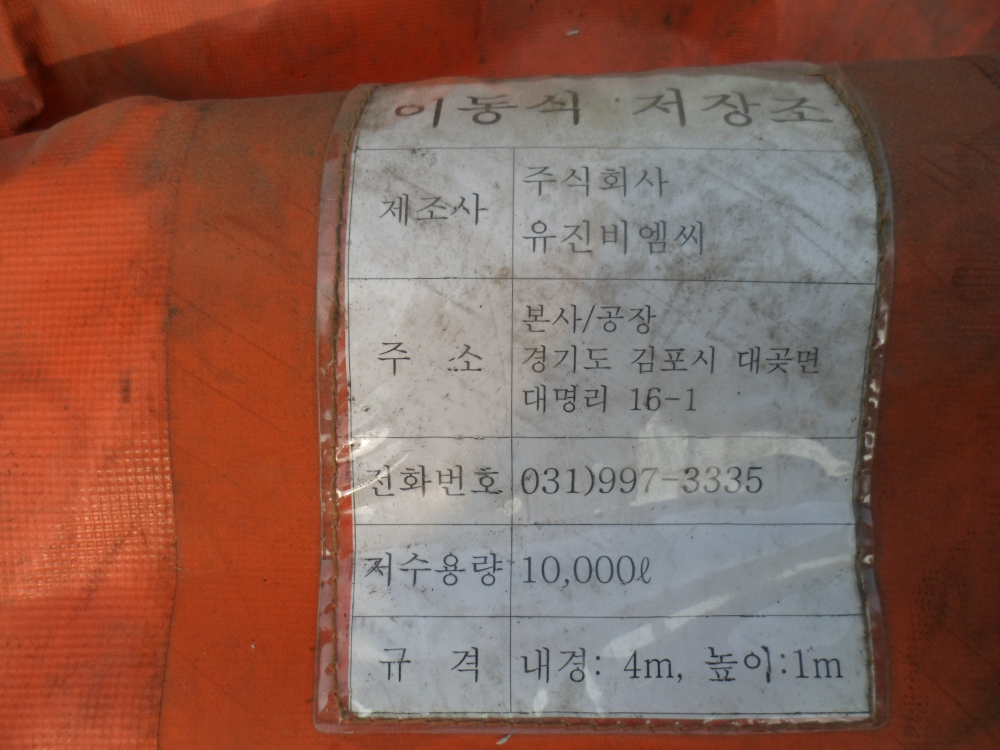 이동식 저장조
제조사
주식회사
유진비엠씨
주 소
본사/공장
경기도 김포시 대곶면
대명리 16-1
전화번호 031)997-3335
저수용량 10,000ℓ
규 격 내경: 4m, 높이:1m